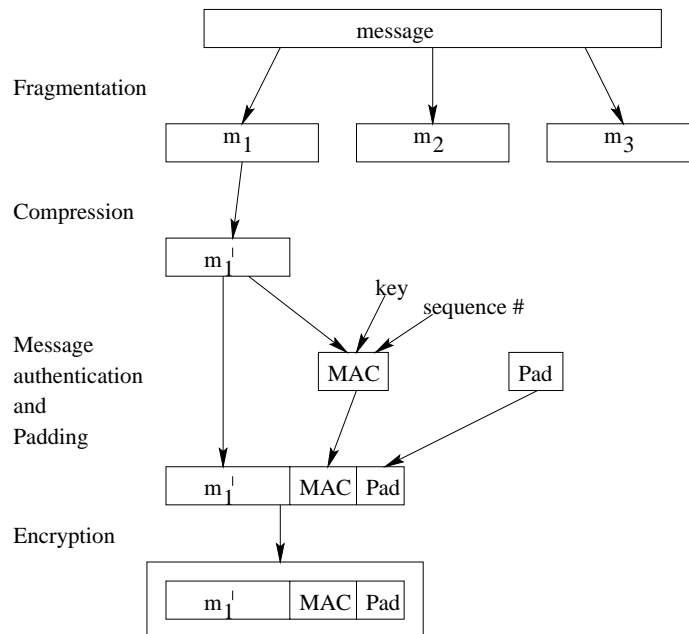 message
Fragmentation
m1 m2 m3
Compression
m1'
key
sequence #
Message
authentication
and
Padding
MAC Pad
m1' MAC Pad
Encryption
m1' MAC Pad